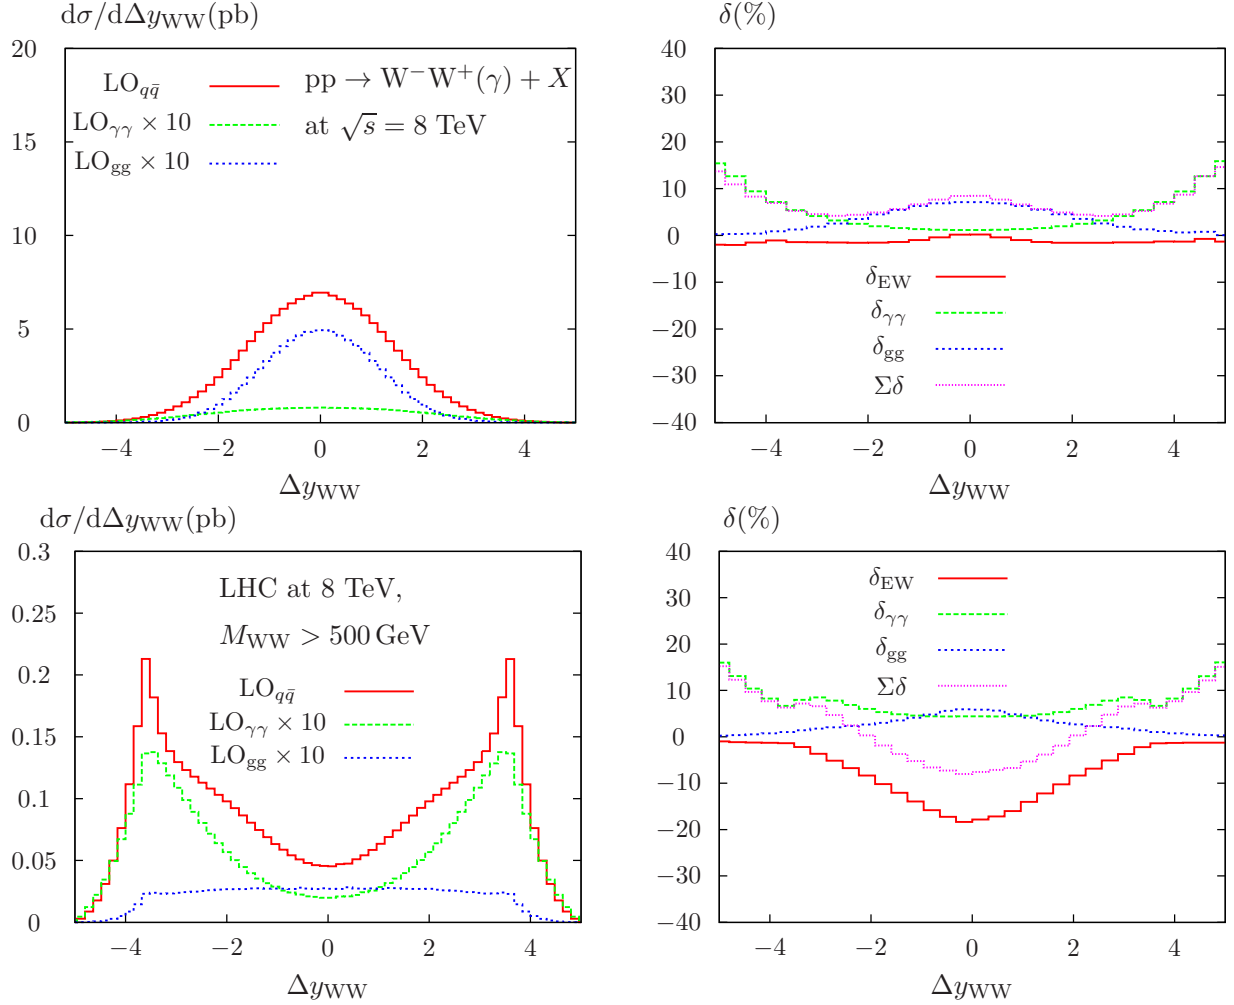 dσ/dΔy_WW(pb)
20
15
10
5
0
LO_qq̄
LO_γγ × 10
LO_gg × 10
pp → W⁻W⁺(γ) + X
at √s = 8 TeV
−4 −2 0 2 4
Δy_WW
δ(%)
40
30
20
10
0
−10
−20
−30
−40
δ_EW
δ_γγ
δ_gg
Σδ
−4 −2 0 2 4
Δy_WW
dσ/dΔy_WW(pb)
0.3
0.25
0.2
0.15
0.1
0.05
0
LHC at 8 TeV,
M_WW > 500 GeV
LO_qq̄
LO_γγ × 10
LO_gg × 10
−4 −2 0 2 4
Δy_WW
δ(%)
40
30
20
10
0
−10
−20
−30
−40
δ_EW
δ_γγ
δ_gg
Σδ
−4 −2 0 2 4
Δy_WW